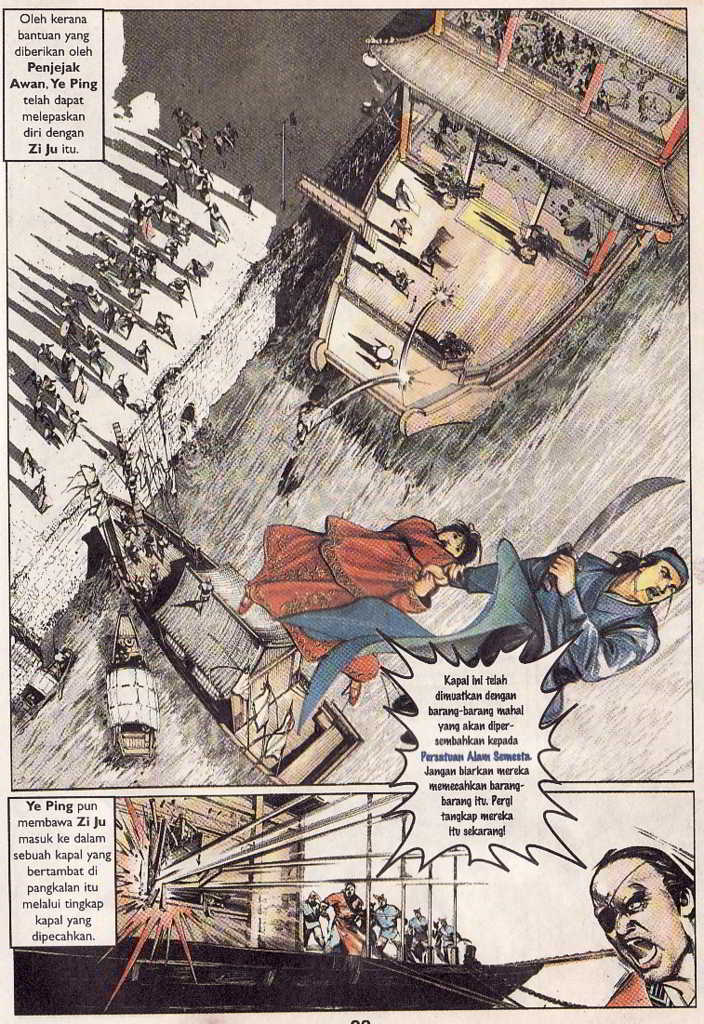 Oleh kerana
bantuan yang
diberikan oleh
Penjejak
Awan, Ye Ping
telah dapat
melepaskan
diri dengan
Zi Ju itu.
Kapal ini telah
dimuatkan dengan
barang-barang mahal
yang akan diper-
sembahkan kepada
Persatuan Alam Semesta.
Jangan biarkan mereka
memecahkan barang-
barang itu. Pergi
tangkap mereka
itu sekarang!
Ye Ping pun
membawa Zi Ju
masuk ke dalam
sebuah kapal yang
bertambat di
pangkalan itu
melalui tingkap
kapal yang
dipecahkan.